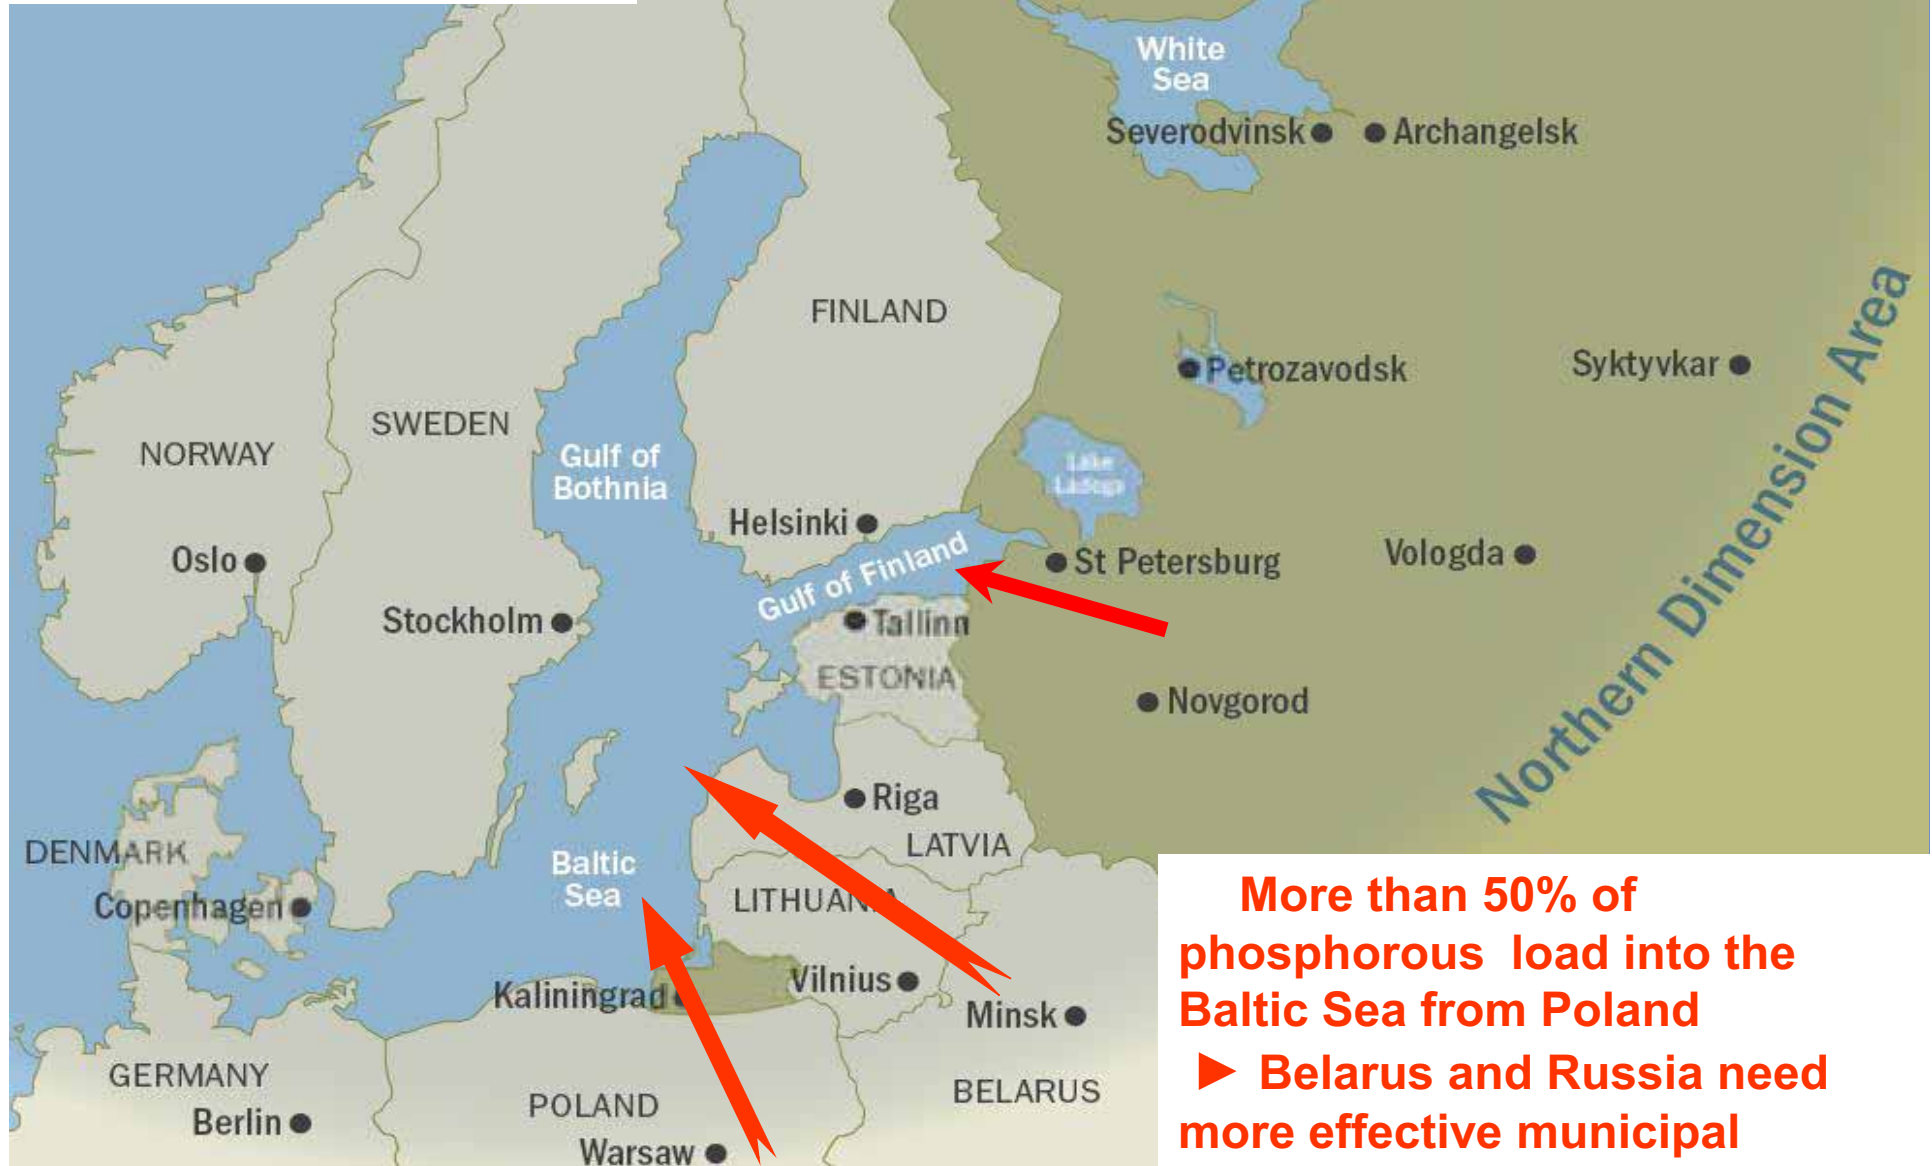 White
Sea
Severodvinsk
Archangelsk
FINLAND
Petrozavodsk
Syktyvkar
SWEDEN
NORWAY
Gulf of
Bothnia
Lake
Ladoga
Helsinki
Oslo
Gulf of Finland
St Petersburg
Vologda
Stockholm
Tallinn
ESTONIA
Novgorod
Northern Dimension Area
Riga
LATVIA
DENMARK
Baltic
Sea
Copenhagen
LITHUANIA
Kaliningrad
Vilnius
Minsk
GERMANY
Berlin
POLAND
BELARUS
Warsaw
More than 50% of
phosphorous load into the
Baltic Sea from Poland
► Belarus and Russia need
more effective municipal